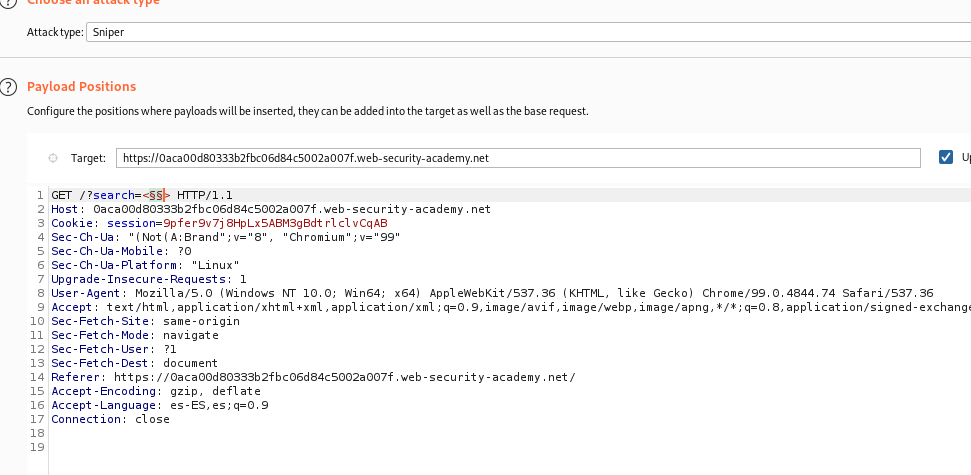 ? Choose an attack type
Attack type: Sniper
? Payload Positions
Configure the positions where payloads will be inserted, they can be added into the target as well as the base request.
Target: https://0aca00d80333b2fbc06d84c5002a007f.web-security-academy.net Up
1 GET /?search=<§§> HTTP/1.1
2 Host: 0aca00d80333b2fbc06d84c5002a007f.web-security-academy.net
3 Cookie: session=9pfer9v7j8HpLx5ABM3gBdtrlclvCqAB
4 Sec-Ch-Ua: "(Not(A:Brand";v="8", "Chromium";v="99"
5 Sec-Ch-Ua-Mobile: ?0
6 Sec-Ch-Ua-Platform: "Linux"
7 Upgrade-Insecure-Requests: 1
8 User-Agent: Mozilla/5.0 (Windows NT 10.0; Win64; x64) AppleWebKit/537.36 (KHTML, like Gecko) Chrome/99.0.4844.74 Safari/537.36
9 Accept: text/html,application/xhtml+xml,application/xml;q=0.9,image/avif,image/webp,image/apng,*/*;q=0.8,application/signed-exchange
10 Sec-Fetch-Site: same-origin
11 Sec-Fetch-Mode: navigate
12 Sec-Fetch-User: ?1
13 Sec-Fetch-Dest: document
14 Referer: https://0aca00d80333b2fbc06d84c5002a007f.web-security-academy.net/
15 Accept-Encoding: gzip, deflate
16 Accept-Language: es-ES,es;q=0.9
17 Connection: close
18
19